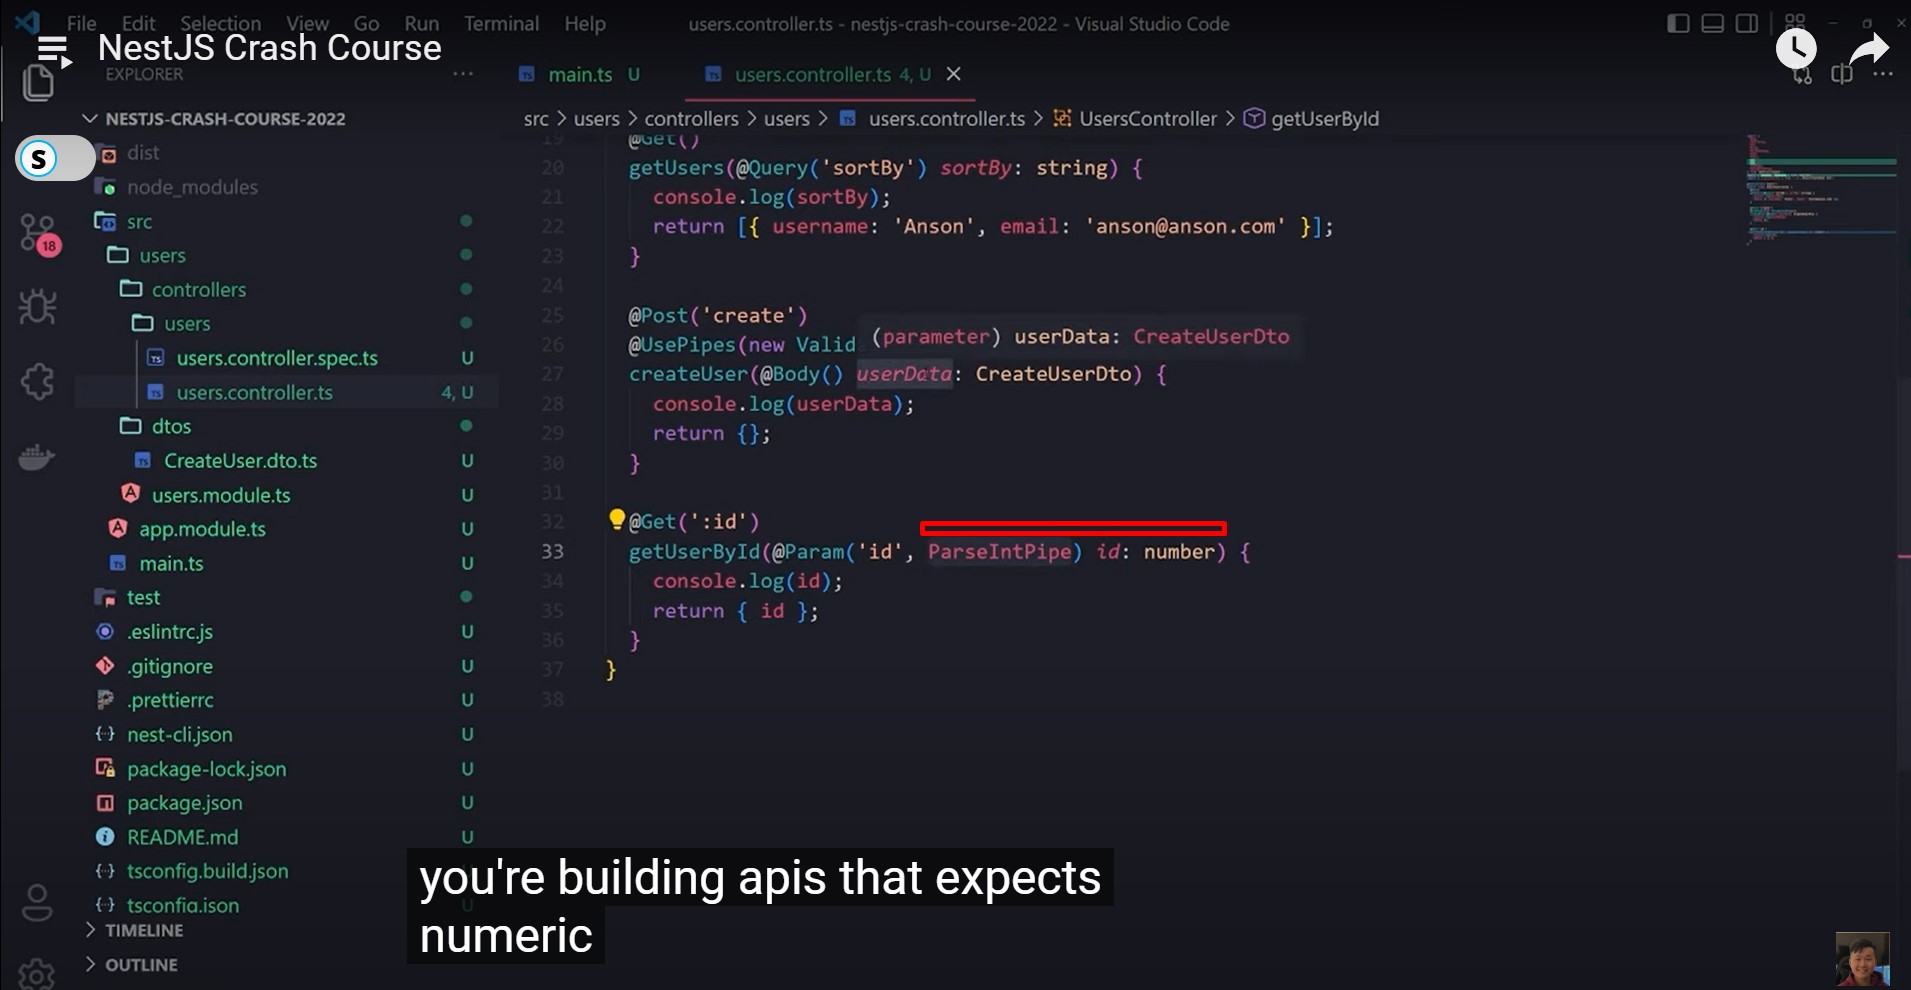 File Edit Selection View Go Run Terminal Help
users.controller.ts - nestjs-crash-course-2022 - Visual Studio Code
NestJS Crash Course
EXPLORER
main.ts U
users.controller.ts 4, U
NESTJS-CRASH-COURSE-2022
src > users > controllers > users > users.controller.ts > UsersController > getUserById
S
dist
node_modules
src
18
users
controllers
users
users.controller.spec.ts U
users.controller.ts 4, U
dtos
CreateUser.dto.ts U
users.module.ts U
app.module.ts U
main.ts U
test
.eslintrc.js U
.gitignore U
.prettierrc U
nest-cli.json U
package-lock.json U
package.json U
README.md U
tsconfig.build.json U
tsconfig.json U
TIMELINE
OUTLINE
19 @Get()
20 getUsers(@Query('sortBy') sortBy: string) {
21 console.log(sortBy);
22 return [{ username: 'Anson', email: 'anson@anson.com' }];
23 }
24
25 @Post('create')
(parameter) userData: CreateUserDto
26 @UsePipes(new Valid
27 createUser(@Body() userData: CreateUserDto) {
28 console.log(userData);
29 return {};
30 }
31
32 @Get(':id')
33 getUserById(@Param('id', ParseIntPipe) id: number) {
34 console.log(id);
35 return { id };
36 }
37 }
38
you're building apis that expects
numeric